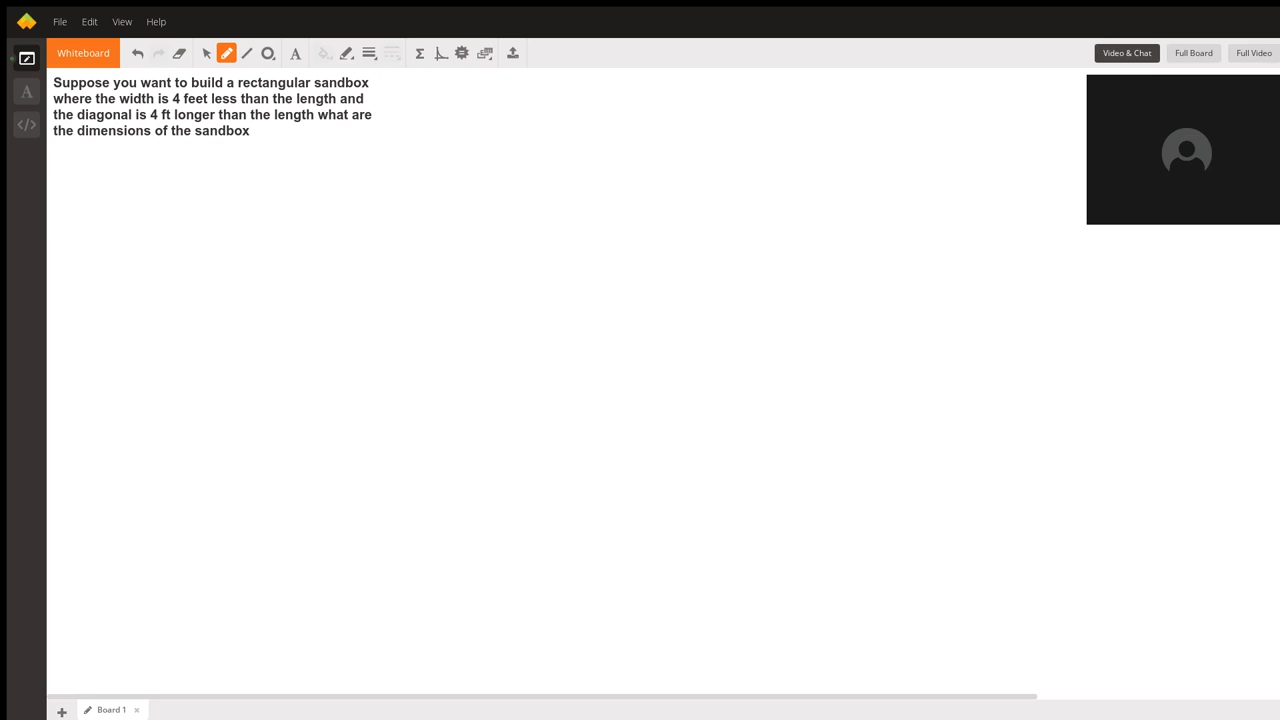 File Edit View Help
Whiteboard
A
Σ
Video & Chat Full Board Full Video
A
</>
Suppose you want to build a rectangular sandbox
where the width is 4 feet less than the length and
the diagonal is 4 ft longer than the length what are
the dimensions of the sandbox
Board 1